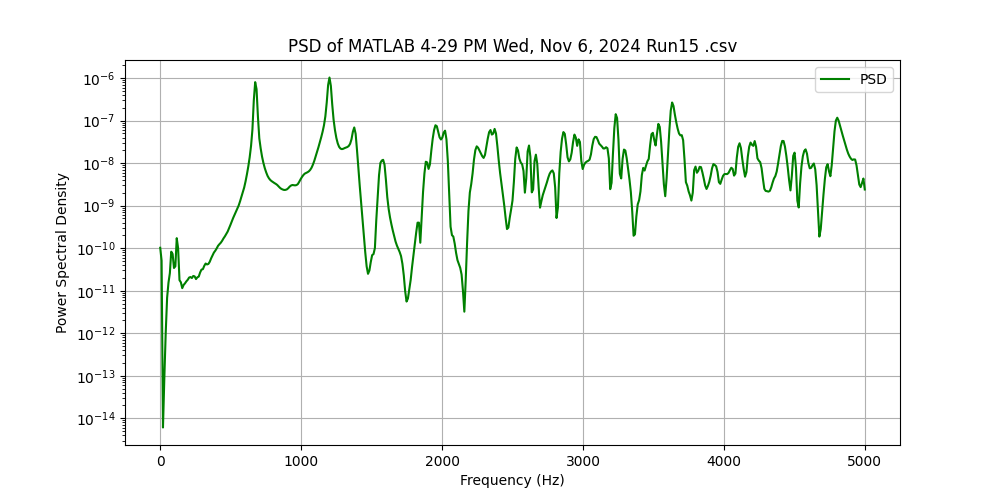 PSD of MATLAB 4-29 PM Wed, Nov 6, 2024 Run15 .csv
PSD
Power Spectral Density
10⁻⁶
10⁻⁷
10⁻⁸
10⁻⁹
10⁻¹⁰
10⁻¹¹
10⁻¹²
10⁻¹³
10⁻¹⁴
0 1000 2000 3000 4000 5000
Frequency (Hz)